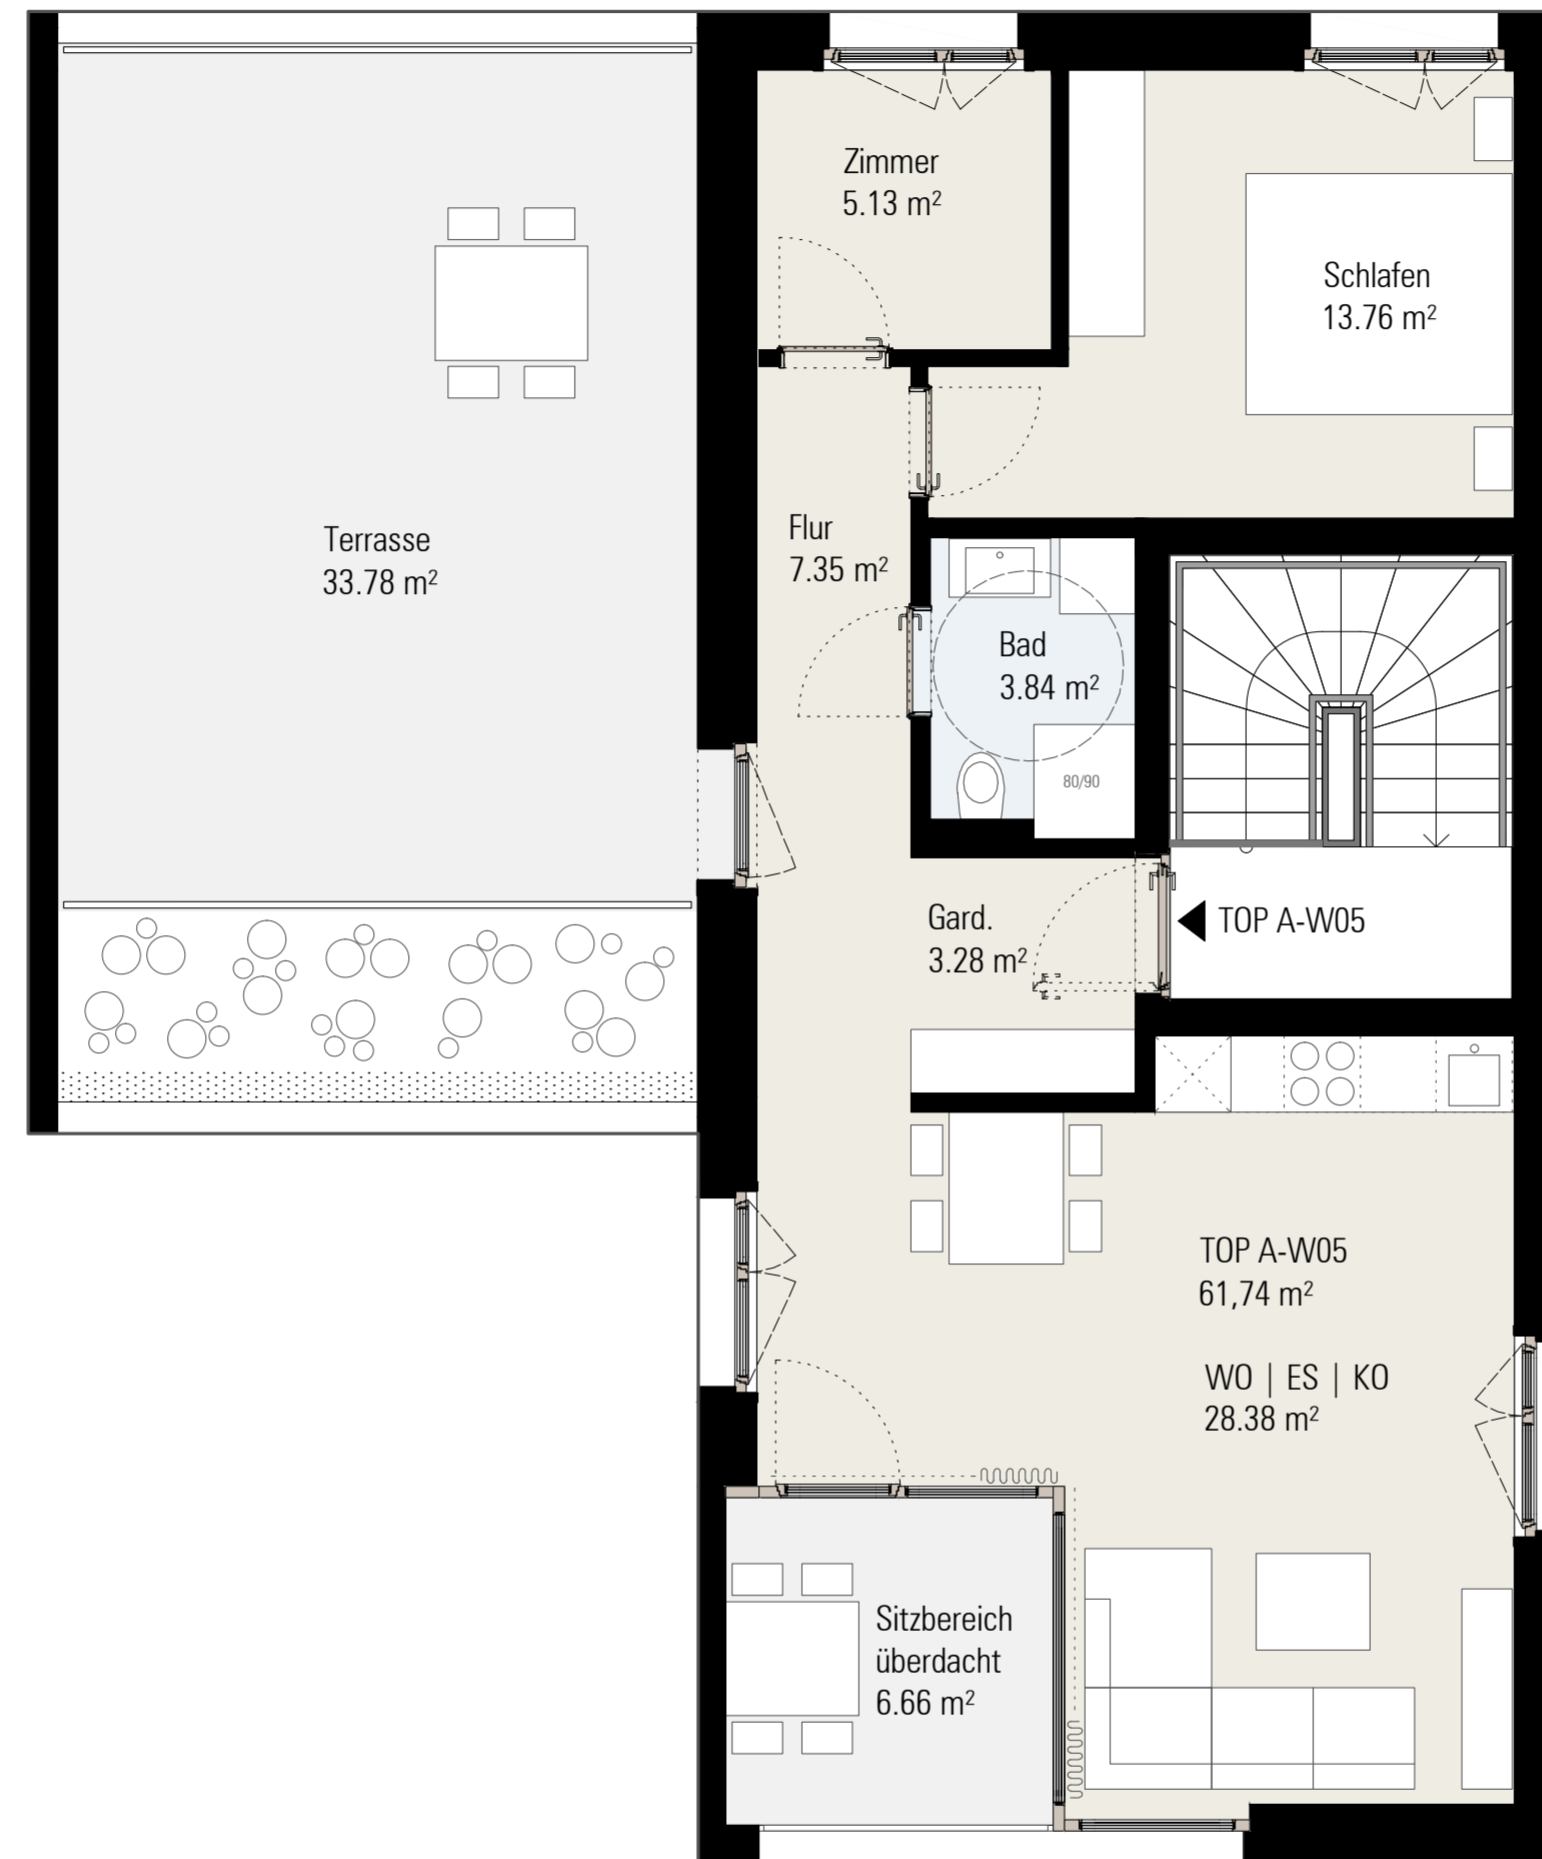 Zimmer
5.13 m²
Schlafen
13.76 m²
Terrasse
33.78 m²
Flur
7.35 m²
Bad
3.84 m²
80/90
Gard.
3.28 m²
TOP A-W05
TOP A-W05
61,74 m²
WO | ES | KO
28.38 m²
Sitzbereich
überdacht
6.66 m²